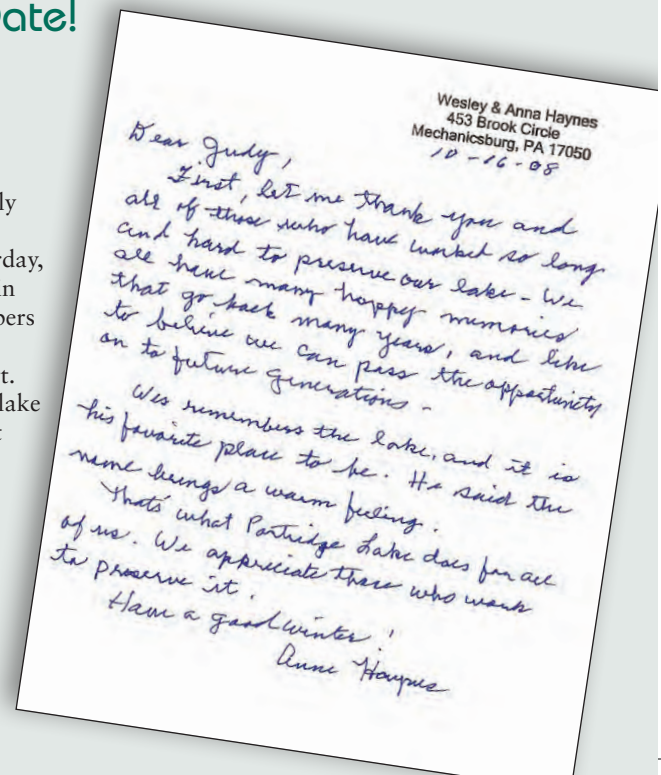 Date!
ly
rday,
in
bers
t.
lake
t
Wesley & Anna Haynes
453 Brook Circle
Mechanicsburg, PA 17050
10-16-08
Dear Judy,
First, let me thank you and
all of those who have worked so long
and hard to preserve our lake - We
all have many happy memories
that go back many years, and like
to believe we can pass the opportunity
on to future generations.
Wes remembers the lake, and it is
his favorite place to be. He said the
name brings a warm feeling.
Thats what Partridge Lake does for all
of us. We appreciate those who work
to preserve it.
Have a good winter!
Anne Haynes